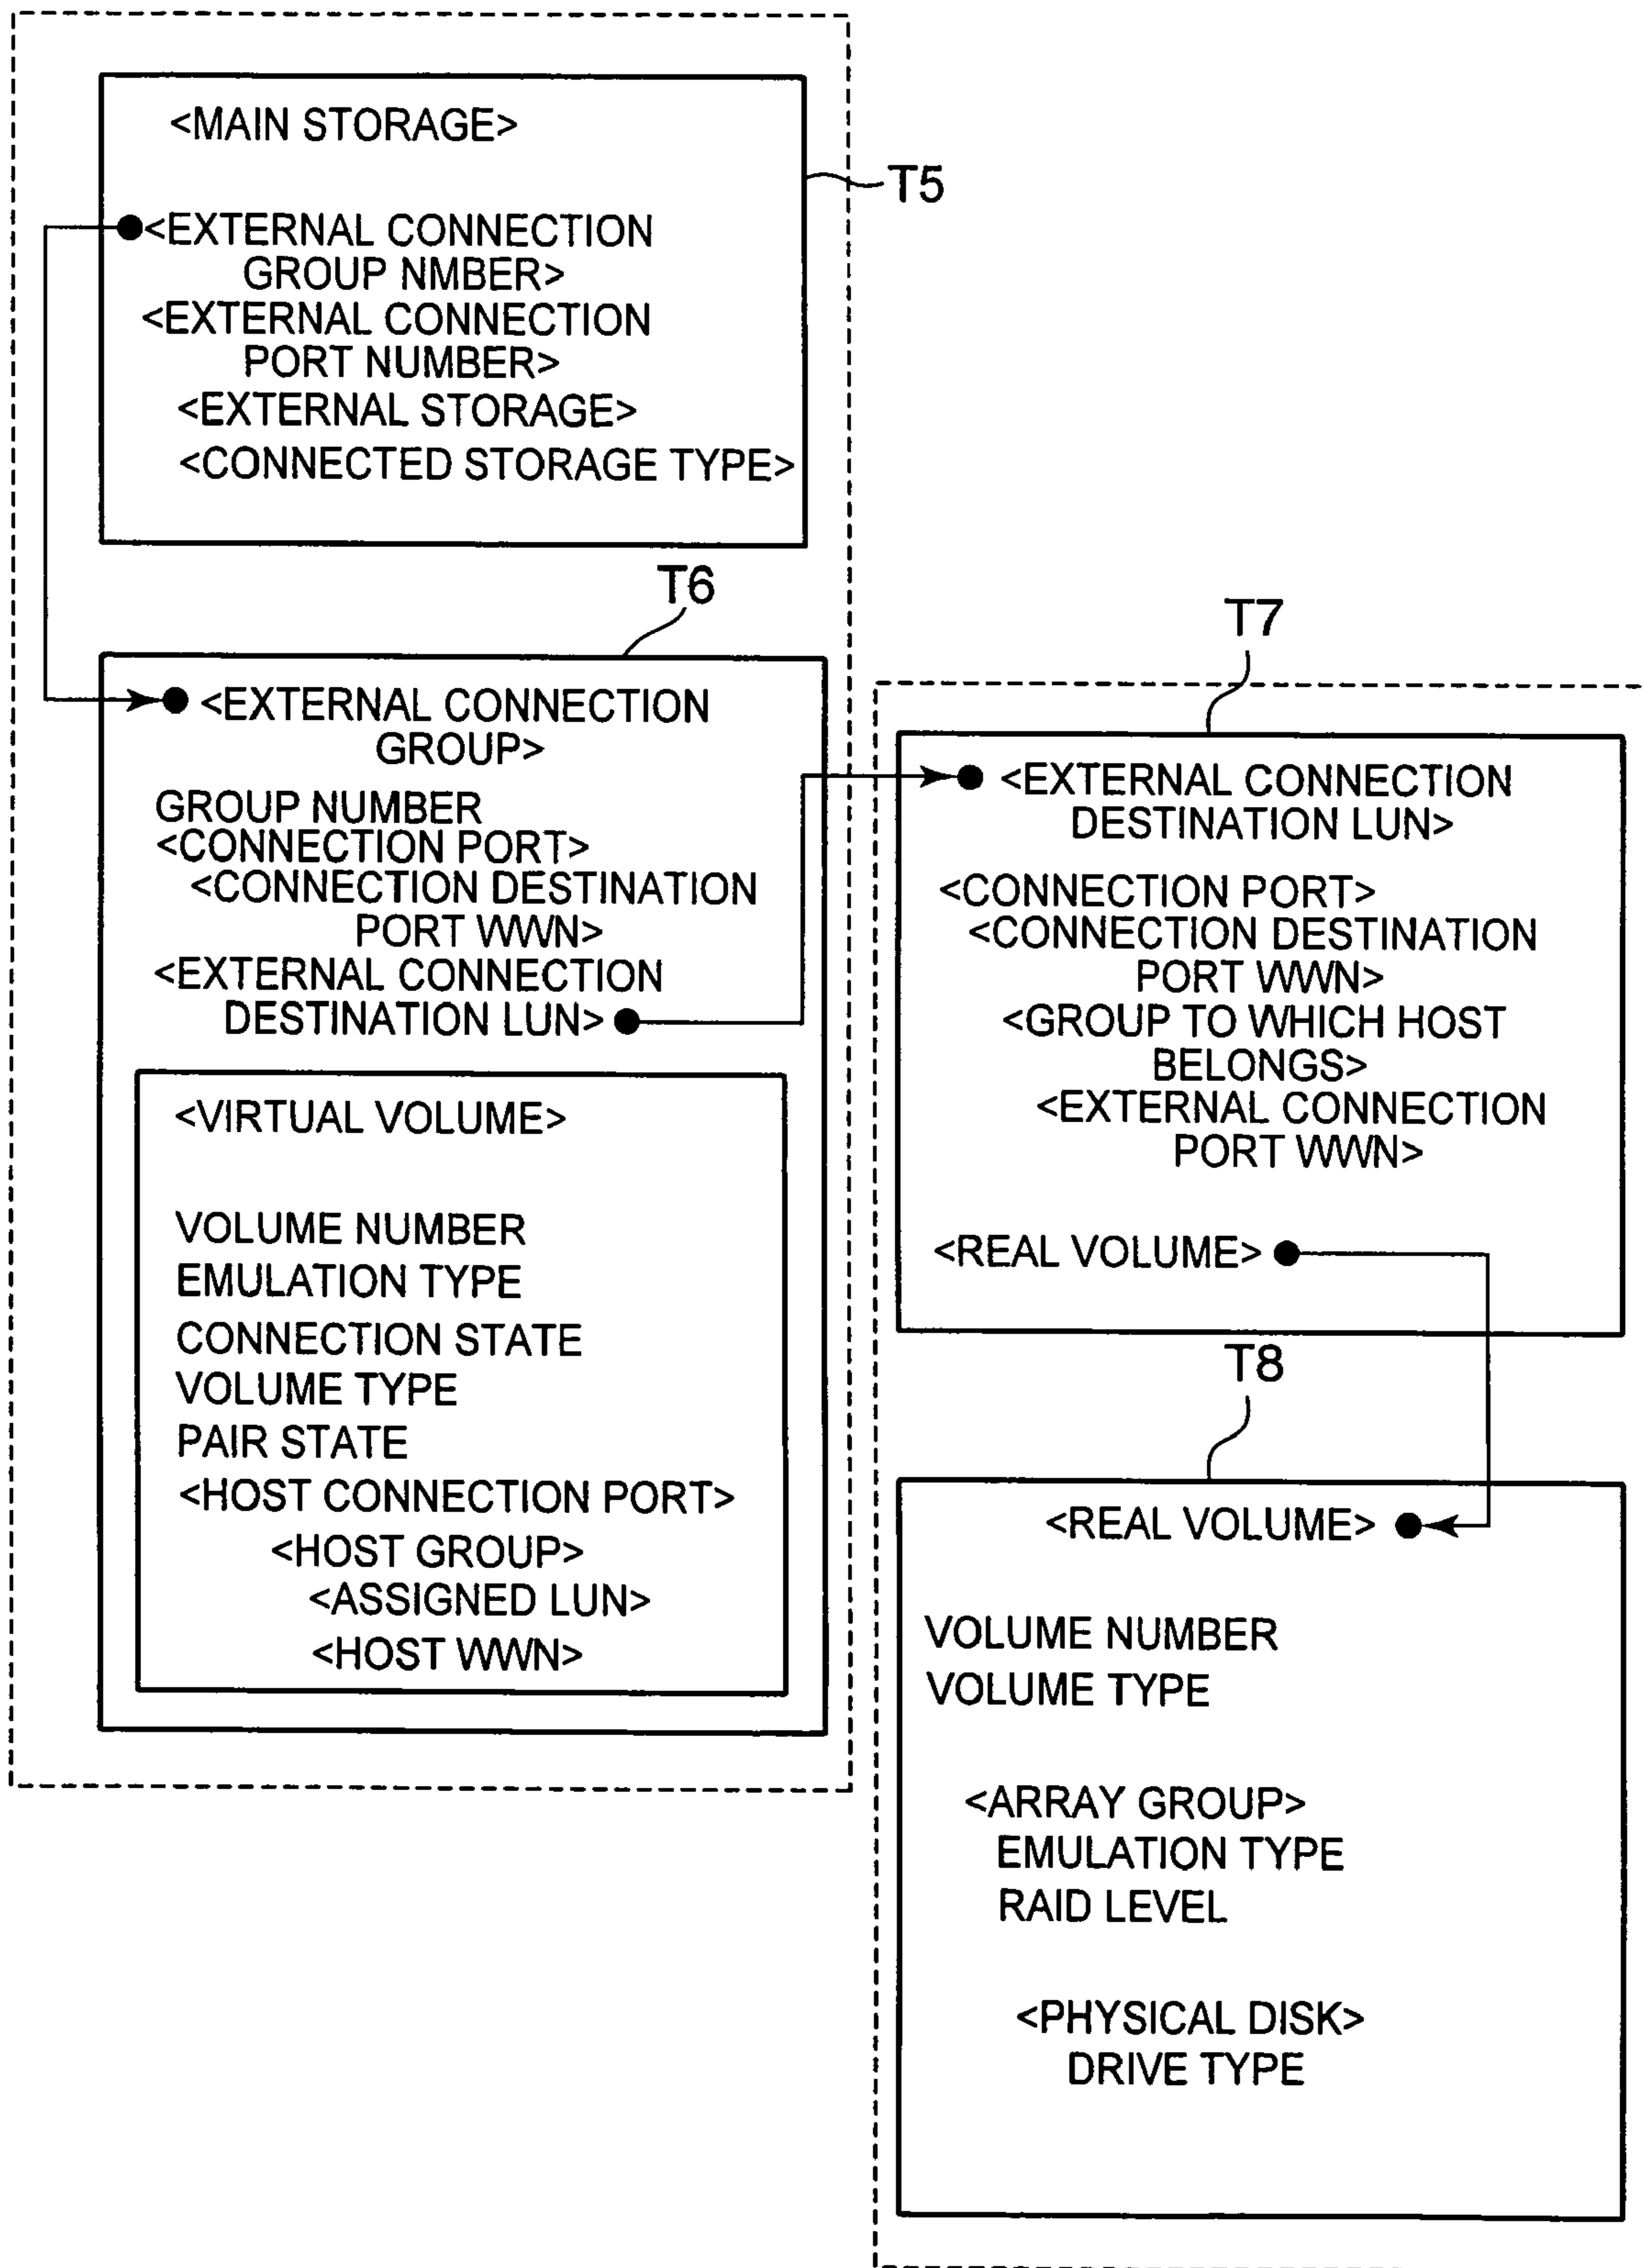 <MAIN STORAGE>
T5
<EXTERNAL CONNECTION
GROUP NMBER>
<EXTERNAL CONNECTION
PORT NUMBER>
<EXTERNAL STORAGE>
<CONNECTED STORAGE TYPE>
T6
<EXTERNAL CONNECTION
GROUP>
GROUP NUMBER
<CONNECTION PORT>
<CONNECTION DESTINATION
PORT WWN>
<EXTERNAL CONNECTION
DESTINATION LUN>
<VIRTUAL VOLUME>
VOLUME NUMBER
EMULATION TYPE
CONNECTION STATE
VOLUME TYPE
PAIR STATE
<HOST CONNECTION PORT>
<HOST GROUP>
<ASSIGNED LUN>
<HOST WWN>
T7
<EXTERNAL CONNECTION
DESTINATION LUN>
<CONNECTION PORT>
<CONNECTION DESTINATION
PORT WWN>
<GROUP TO WHICH HOST
BELONGS>
<EXTERNAL CONNECTION
PORT WWN>
<REAL VOLUME>
T8
<REAL VOLUME>
VOLUME NUMBER
VOLUME TYPE
<ARRAY GROUP>
EMULATION TYPE
RAID LEVEL
<PHYSICAL DISK>
DRIVE TYPE